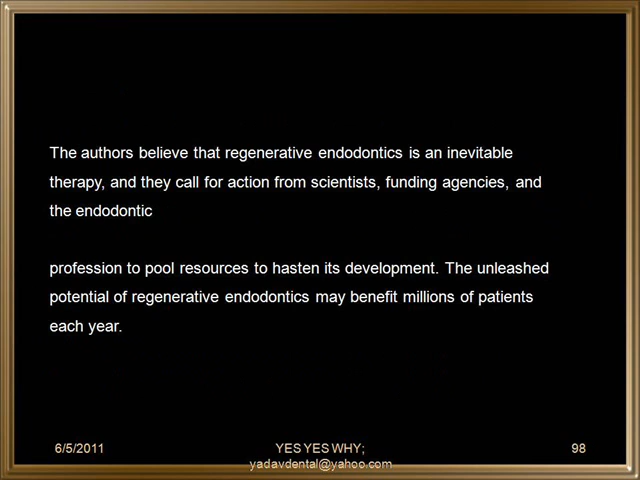 The authors believe that regenerative endodontics is an inevitable
therapy, and they call for action from scientists, funding agencies, and
the endodontic
profession to pool resources to hasten its development. The unleashed
potential of regenerative endodontics may benefit millions of patients
each year.
6/5/2011
YES YES WHY;
yadavdental@yahoo.com
98